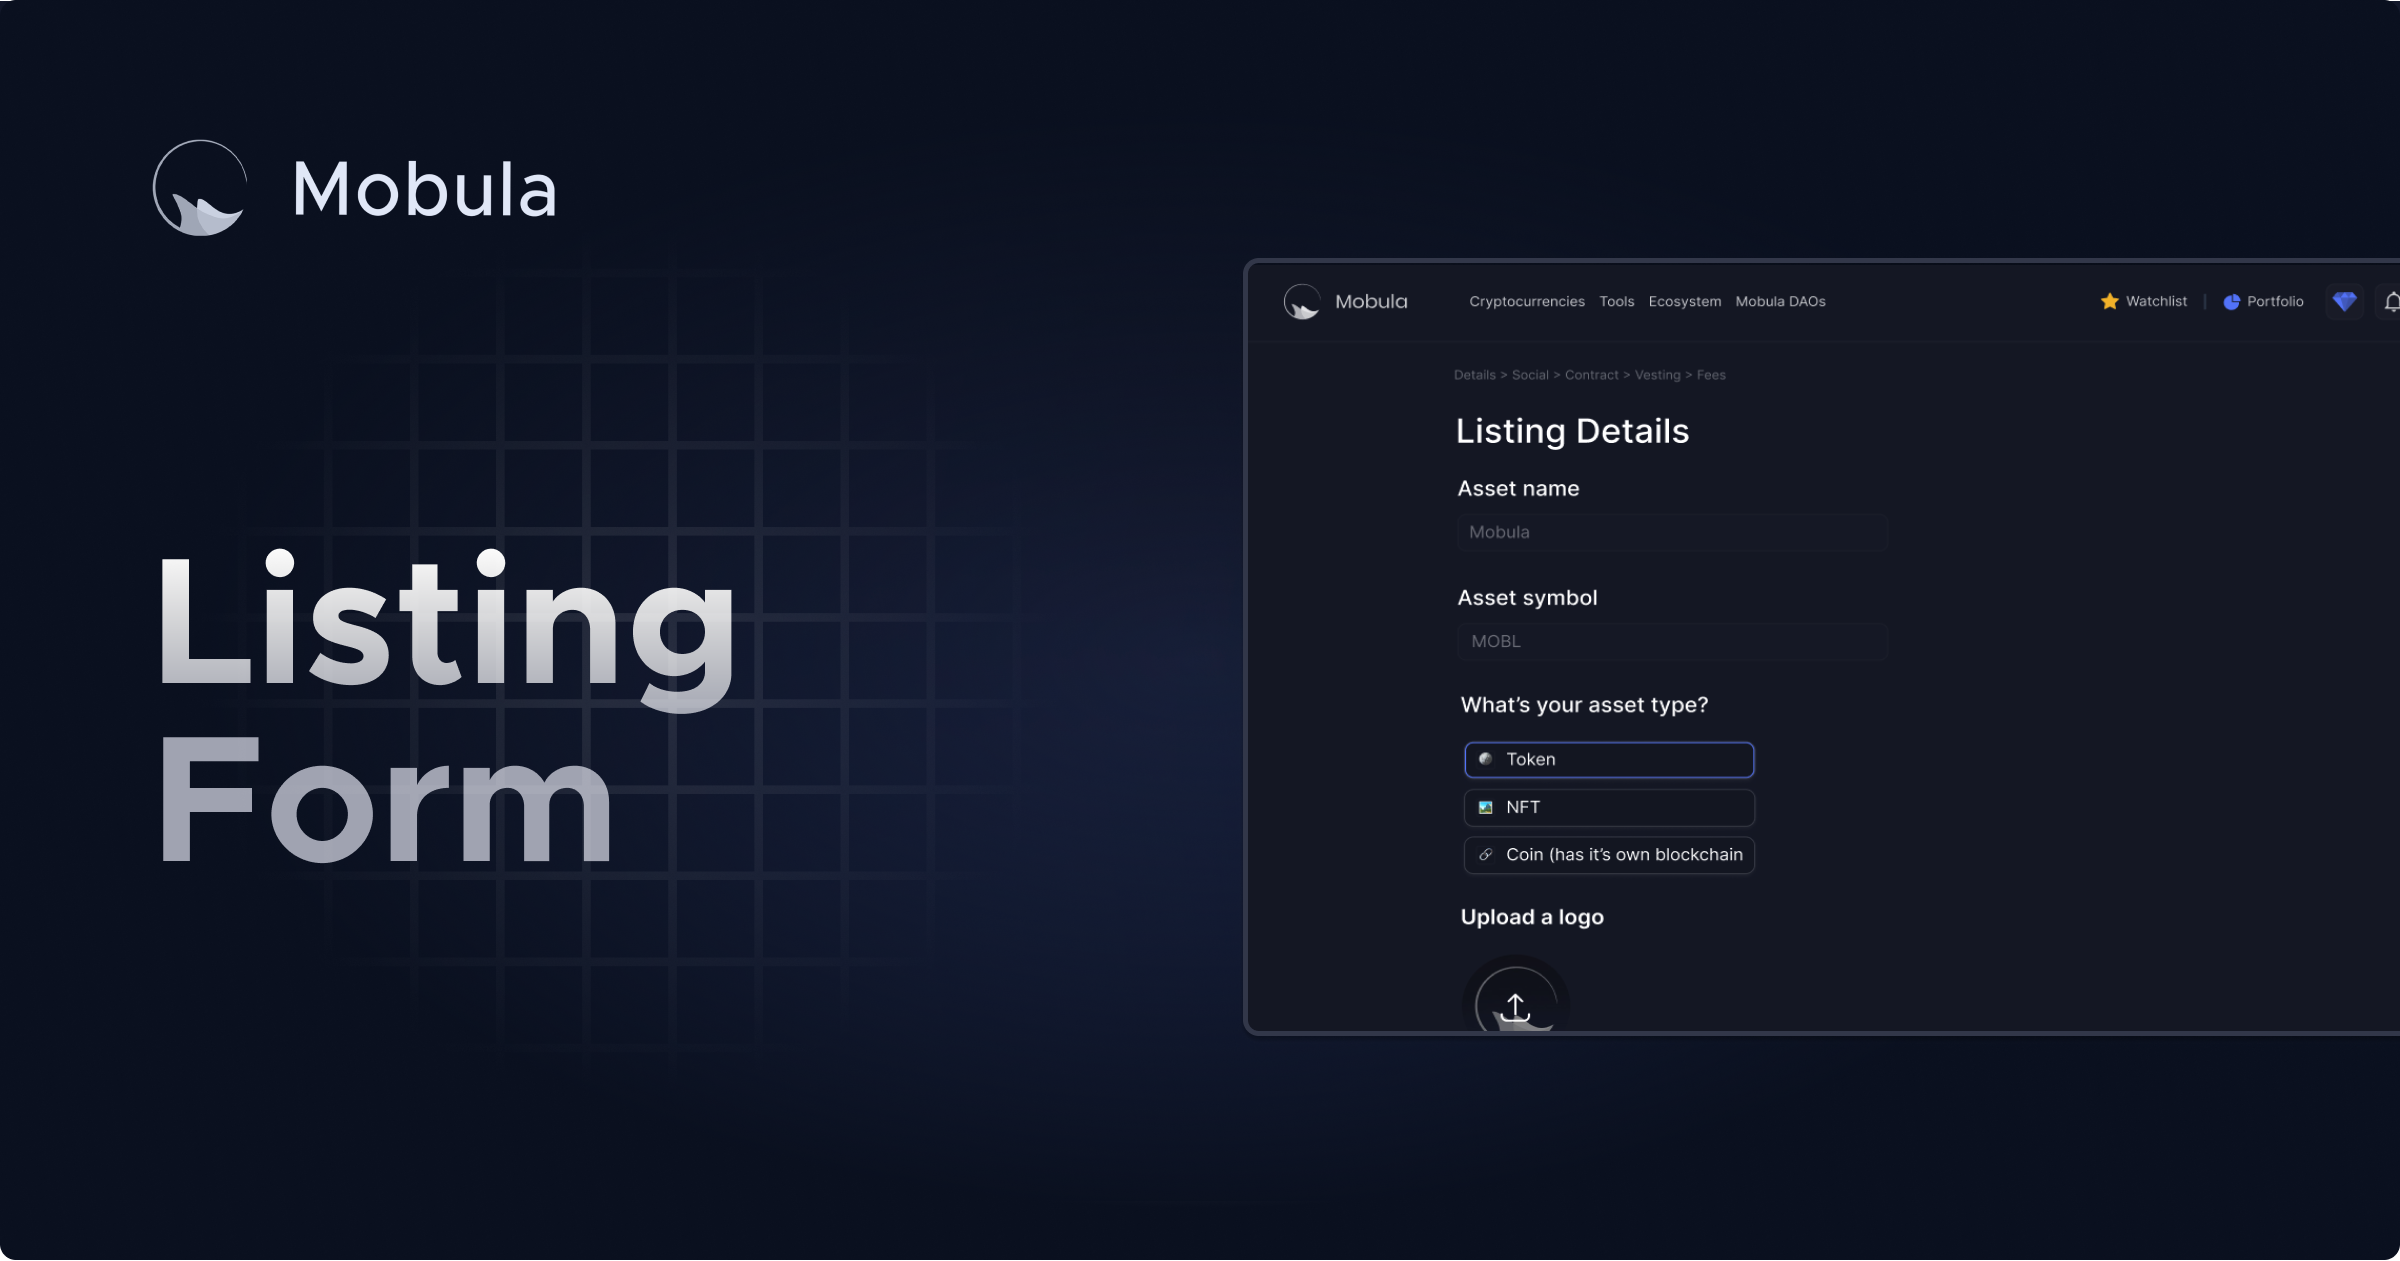 Mobula
Listing
Form
Mobula Cryptocurrencies Tools Ecosystem Mobula DAOs Watchlist | Portfolio
Details > Social > Contract > Vesting > Fees
Listing Details
Asset name
Mobula
Asset symbol
MOBL
What’s your asset type?
Token
NFT
Coin (has it’s own blockchain
Upload a logo